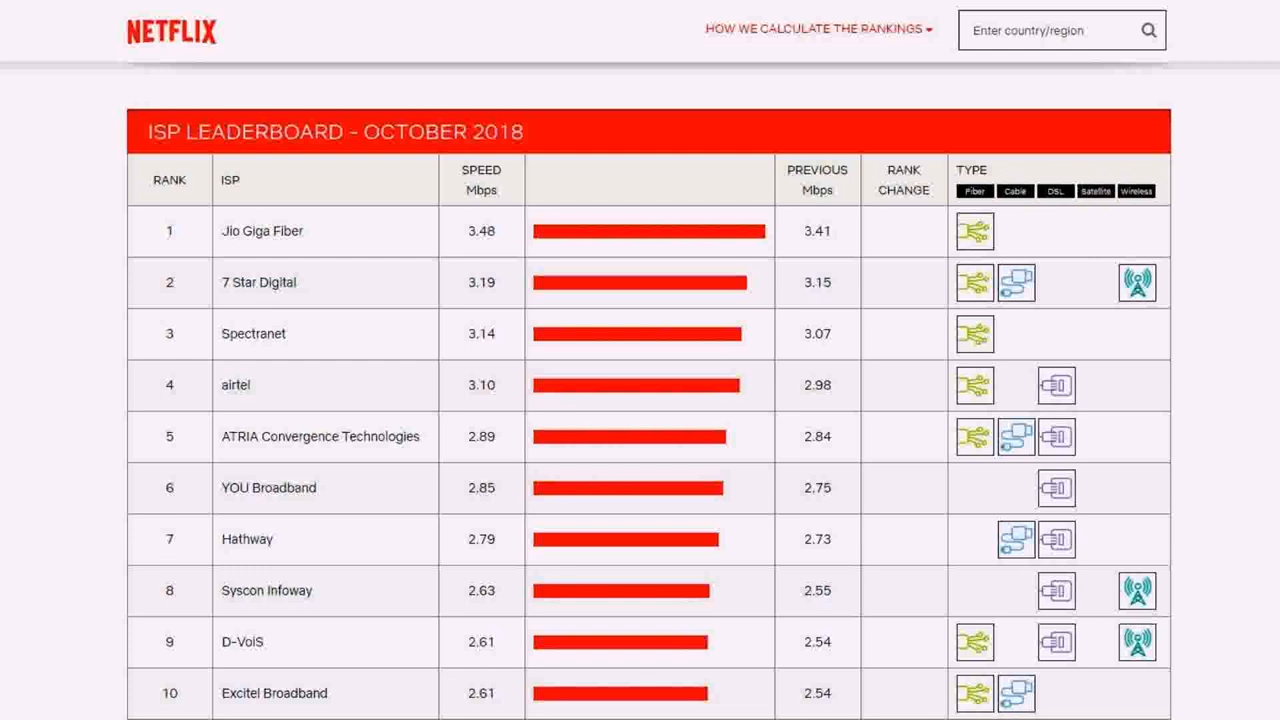 NETFLIX
HOW WE CALCULATE THE RANKINGS
Enter country/region
ISP LEADERBOARD - OCTOBER 2018
RANK ISP SPEED Mbps PREVIOUS Mbps RANK CHANGE TYPE
Fiber Cable DSL Satellite Wireless
1 Jio Giga Fiber 3.48 3.41
2 7 Star Digital 3.19 3.15
3 Spectranet 3.14 3.07
4 airtel 3.10 2.98
5 ATRIA Convergence Technologies 2.89 2.84
6 YOU Broadband 2.85 2.75
7 Hathway 2.79 2.73
8 Syscon Infoway 2.63 2.55
9 D-VoiS 2.61 2.54
10 Excitel Broadband 2.61 2.54